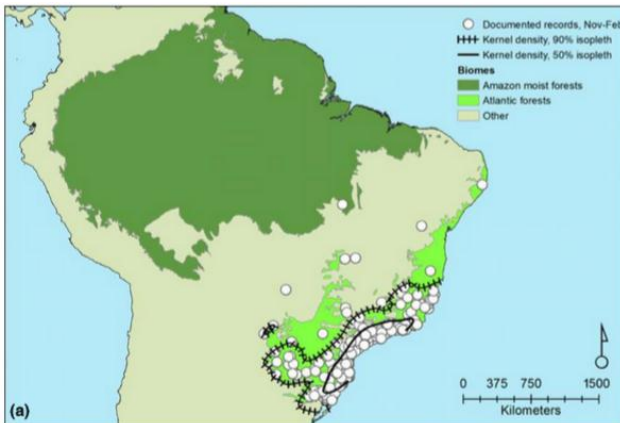 Documented records, Nov-Feb
Kernel density, 90% isopleth
Kernel density, 50% isopleth
Biomes
Amazon moist forests
Atlantic forests
Other
(a)
0 375 750 1500
Kilometers